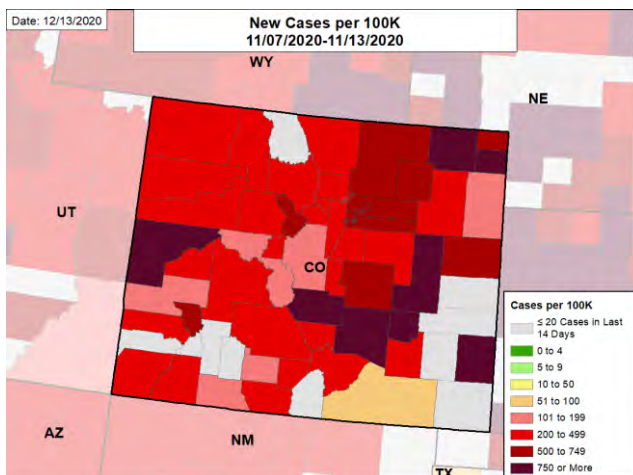 Date: 12/13/2020
New Cases per 100K
11/07/2020-11/13/2020
WY
NE
UT
CO
Cases per 100K
≤ 20 Cases in Last
14 Days
0 to 4
5 to 9
10 to 50
51 to 100
101 to 199
200 to 499
500 to 749
750 or More
AZ
NM
TX